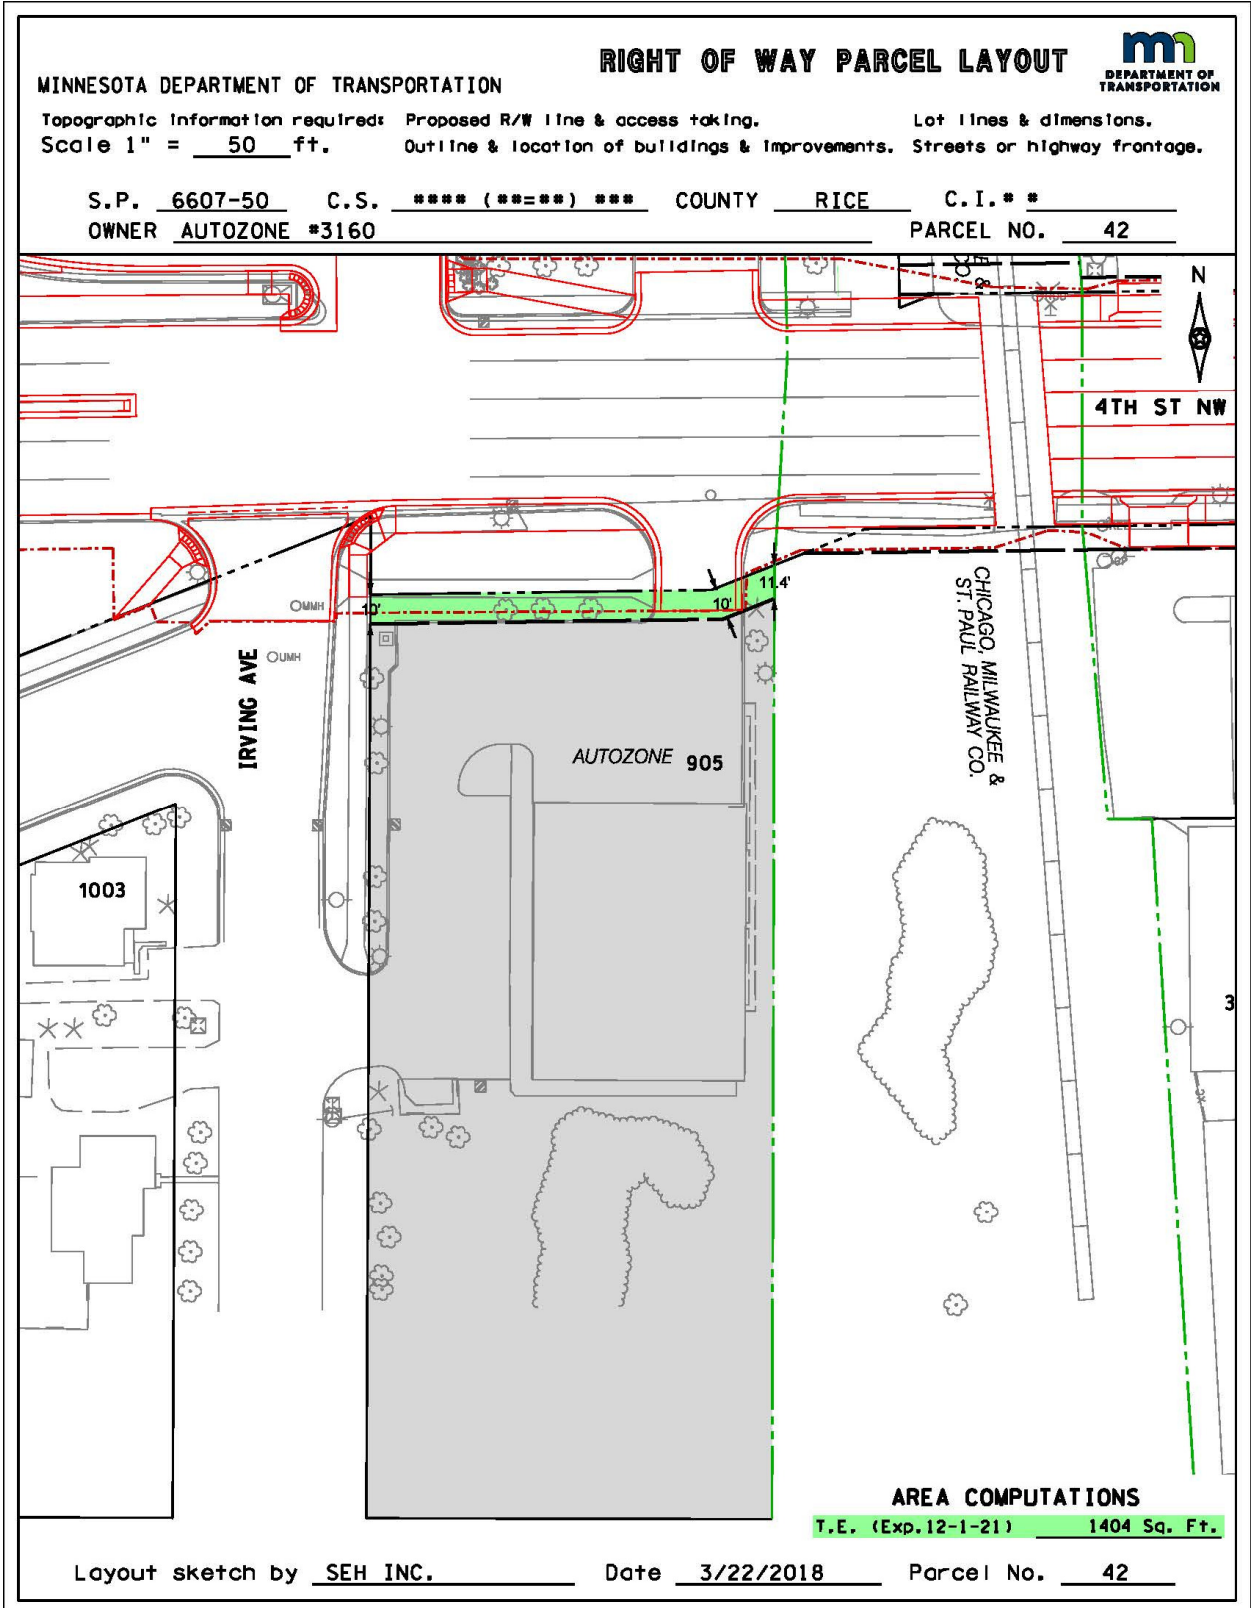 RIGHT OF WAY PARCEL LAYOUT
DEPARTMENT OF
TRANSPORTATION
MINNESOTA DEPARTMENT OF TRANSPORTATION
Topographic information required: Proposed R/W line & access taking. Lot lines & dimensions.
Scale 1" = 50 ft. Outline & location of buildings & improvements. Streets or highway frontage.
S.P. 6607-50 C.S. #### (##=##) ### COUNTY RICE C.I.# #
OWNER AUTOZONE #3160 PARCEL NO. 42
N
4TH ST NW
MMH
UMH
10'
10'
11.4'
IRVING AVE
CHICAGO, MILWAUKEE &
ST. PAUL RAILWAY CO.
AUTOZONE 905
1003
3
AREA COMPUTATIONS
T.E. (Exp.12-1-21) 1404 Sq. Ft.
Layout sketch by SEH INC. Date 3/22/2018 Parcel No. 42